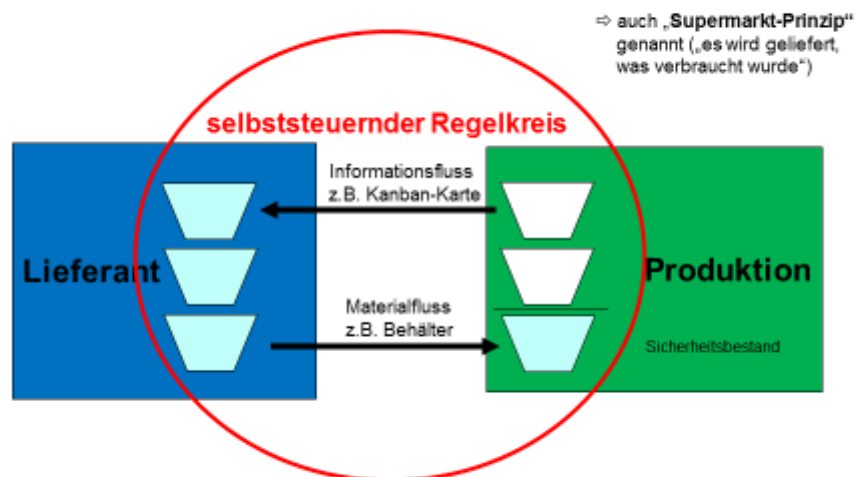 ⇨ auch „Supermarkt-Prinzip“
genannt („es wird geliefert,
was verbraucht wurde“)
selbststeuernder Regelkreis
Informationsfluss
z.B. Kanban-Karte
Lieferant
Produktion
Materialfluss
z.B. Behälter
Sicherheitsbestand